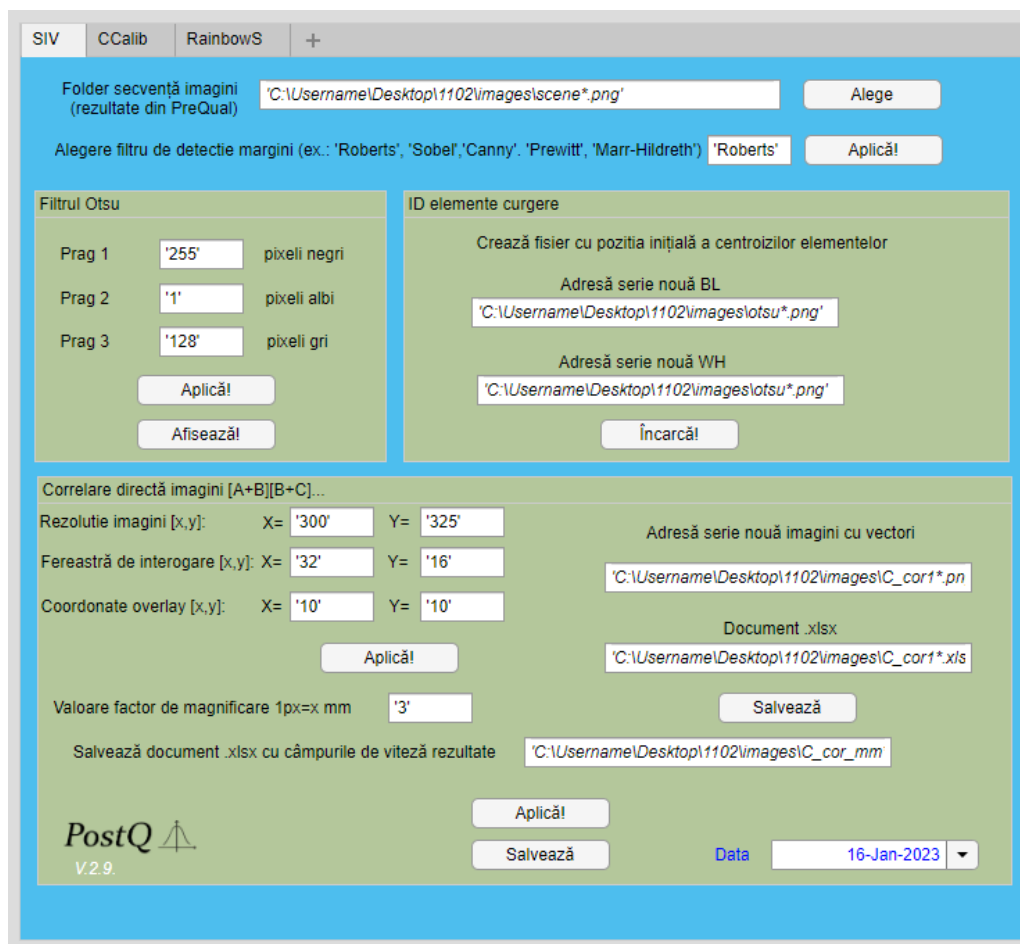 SIV CCalib RainbowS +
Folder secvență imagini
(rezultate din PreQual)
'C:\Username\Desktop\1102\images\scene*.png'
Alege
Alegere filtru de detectie margini (ex.: 'Roberts', 'Sobel','Canny'. 'Prewitt', 'Marr-Hildreth') 'Roberts' Aplică!
Filtrul Otsu
Prag 1 '255' pixeli negri
Prag 2 '1' pixeli albi
Prag 3 '128' pixeli gri
Aplică!
Afisează!
ID elemente curgere
Crează fisier cu pozitia inițială a centroizilor elementelor
Adresă serie nouă BL
'C:\Username\Desktop\1102\images\otsu*.png'
Adresă serie nouă WH
'C:\Username\Desktop\1102\images\otsu*.png'
Încarcă!
Correlare directă imagini [A+B][B+C]...
Rezolutie imagini [x,y]: X= '300' Y= '325'
Fereastră de interogare [x,y]: X= '32' Y= '16'
Coordonate overlay [x,y]: X= '10' Y= '10'
Aplică!
Adresă serie nouă imagini cu vectori
'C:\Username\Desktop\1102\images\C_cor1*.pn
Document .xlsx
'C:\Username\Desktop\1102\images\C_cor1*.xls
Salvează
Valoare factor de magnificare 1px=x mm '3'
Salvează document .xlsx cu câmpurile de viteză rezultate 'C:\Username\Desktop\1102\images\C_cor_mm
Aplică!
Salvează
PostQ
V.2.9.
Data 16-Jan-2023